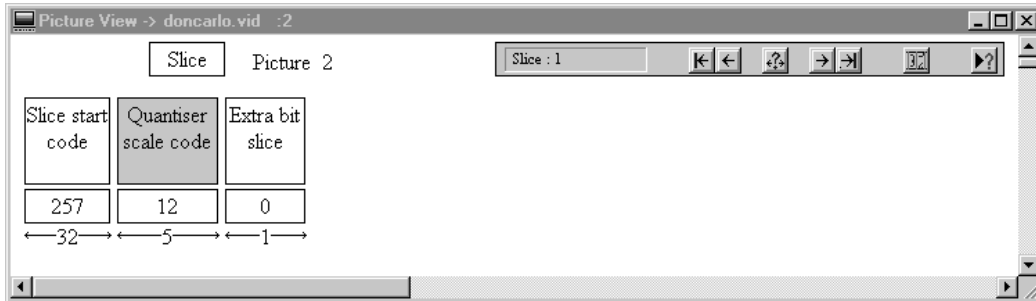 Picture View -> doncarlo.vid :2
Slice Picture 2
Slice : 1
Slice start code
Quantiser scale code
Extra bit slice
257 12 0
32 5 1